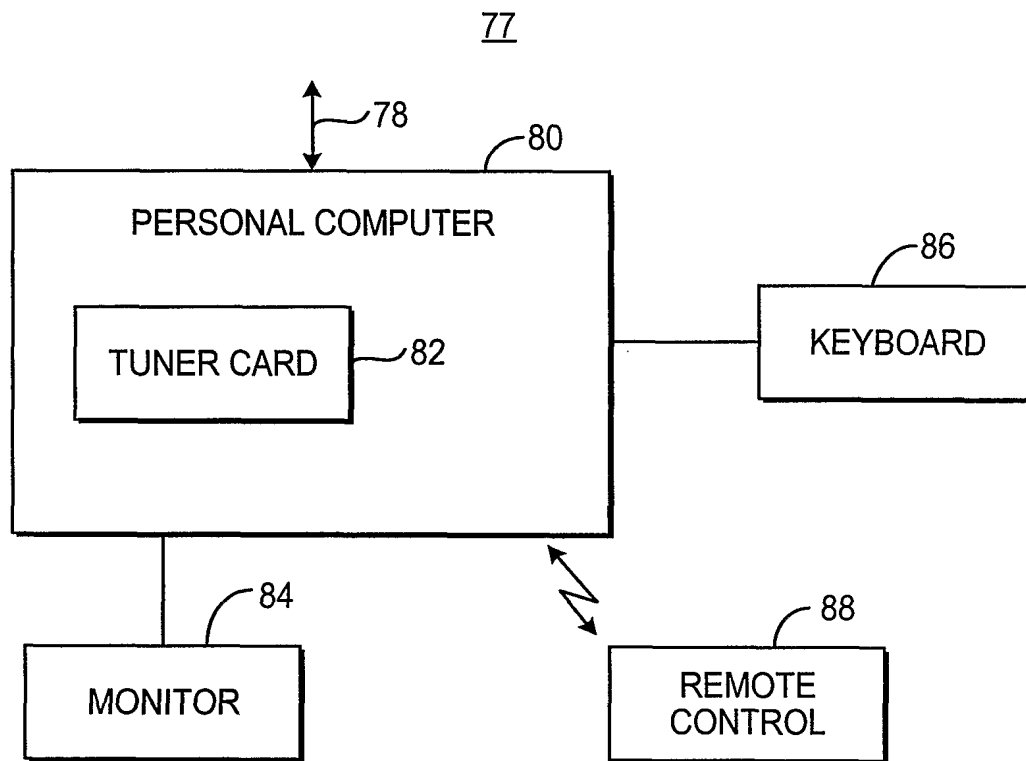 77
78
80
PERSONAL COMPUTER
86
KEYBOARD
TUNER CARD
82
84
MONITOR
88
REMOTE
CONTROL